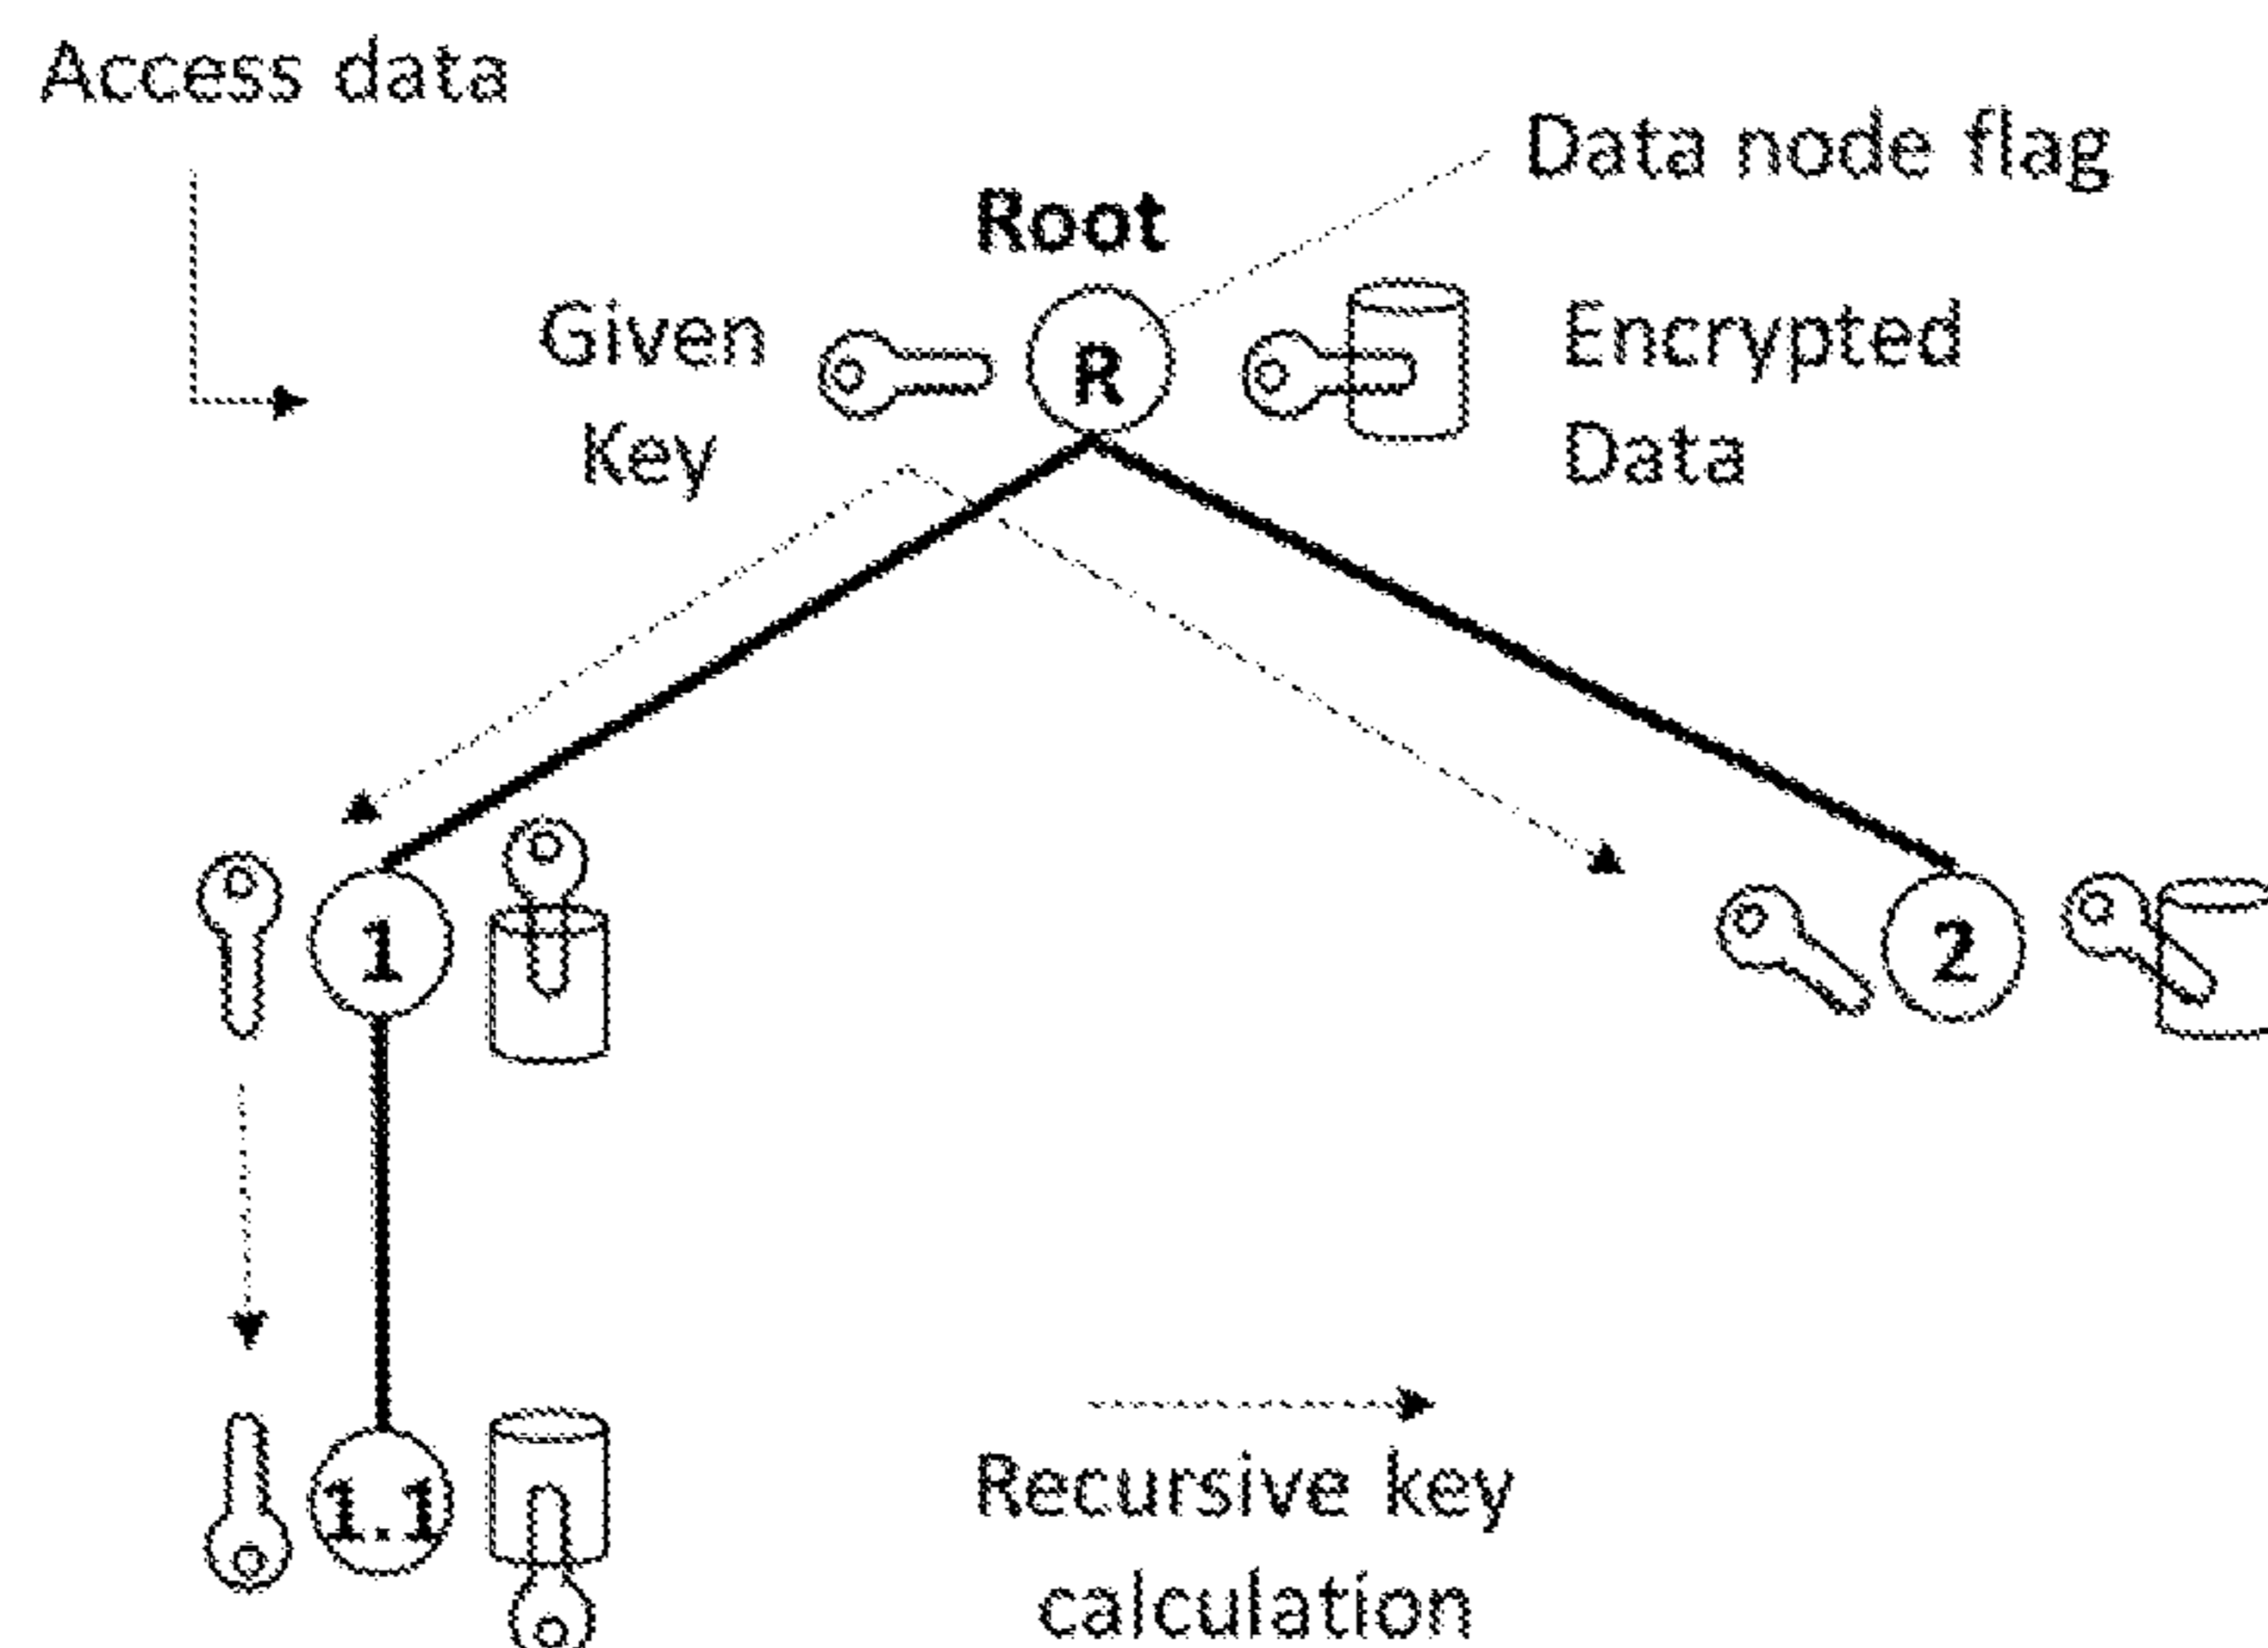 Access data
Data node flag
Root
Given
Key
R
Encrypted
Data
1
2
1.1
Recursive key
calculation